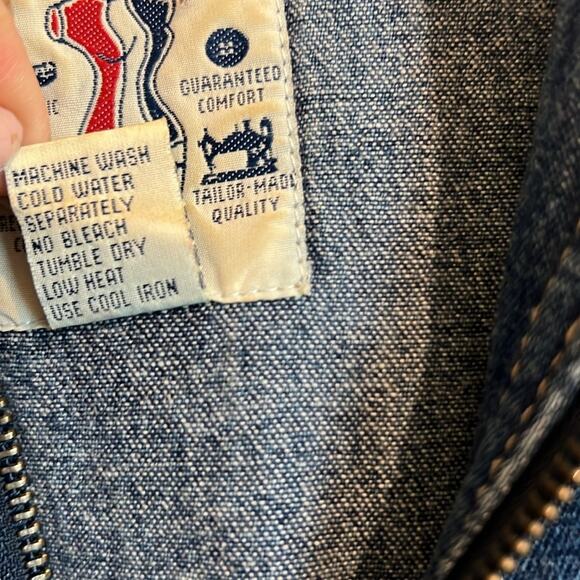 GUARANTEED
COMFORT
TAILOR-MADE
QUALITY
MACHINE WASH
COLD WATER
SEPARATELY
NO BLEACH
TUMBLE DRY
LOW HEAT
USE COOL IRON